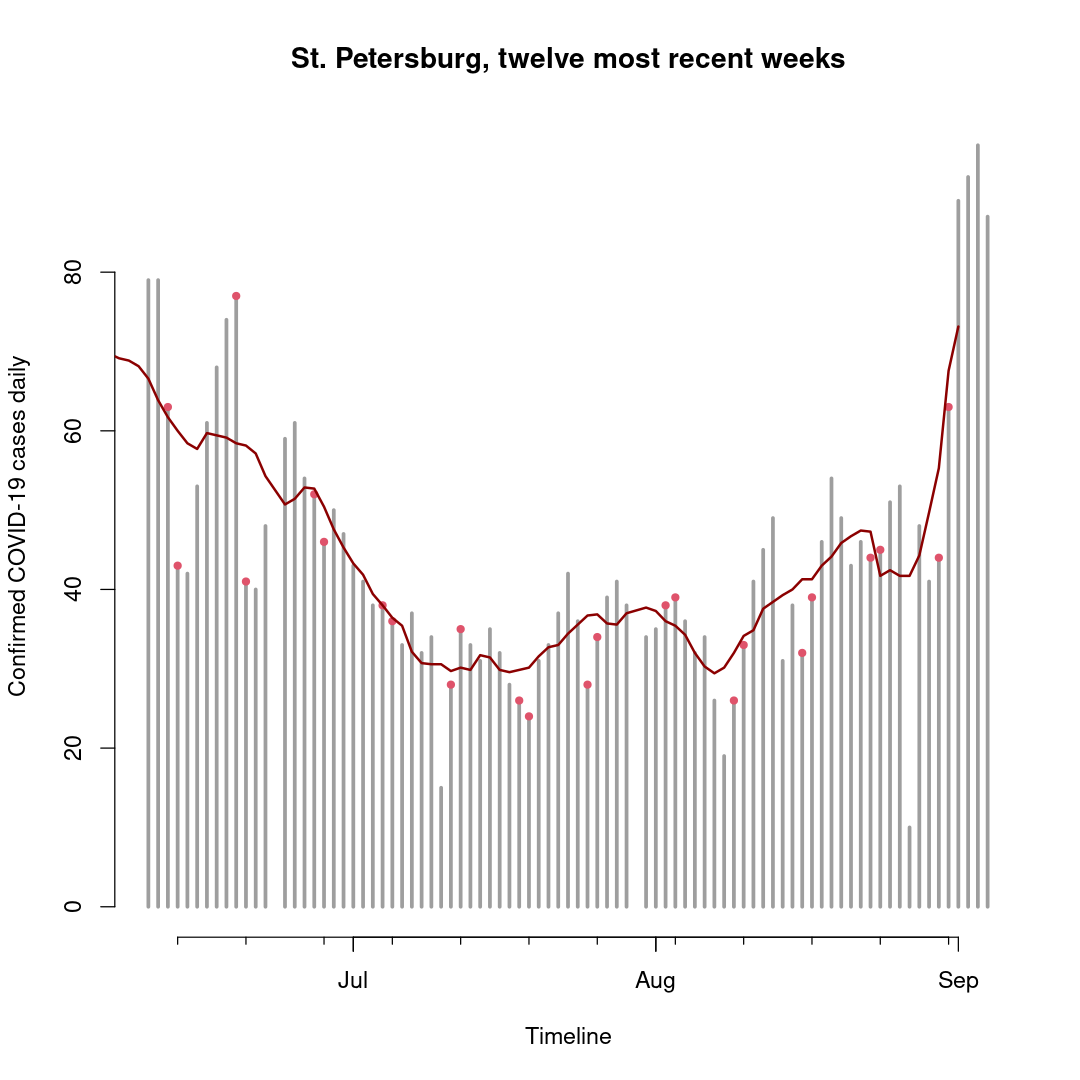 St. Petersburg, twelve most recent weeks
Confirmed COVID-19 cases daily
80
60
40
20
0
Jul Aug Sep
Timeline